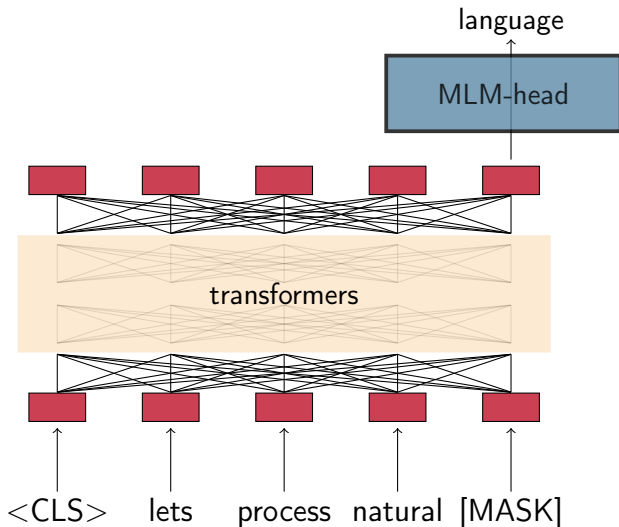 language
MLM-head
transformers
<CLS> lets process natural [MASK]